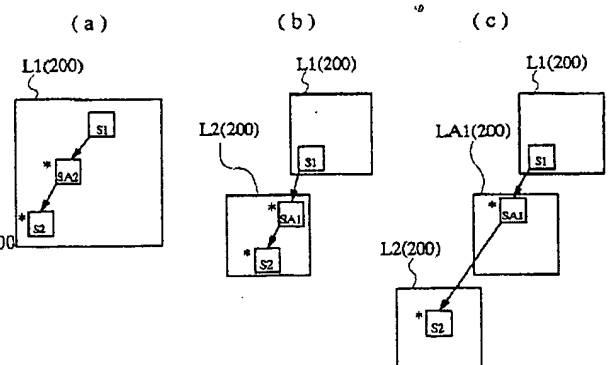 (a)
(b)
(c)
L1(200)
S1
* SA2
* S2
00
L1(200)
L2(200)
S1
* SA1
* S2
L1(200)
LA1(200)
S1
* SA1
L2(200)
* S2